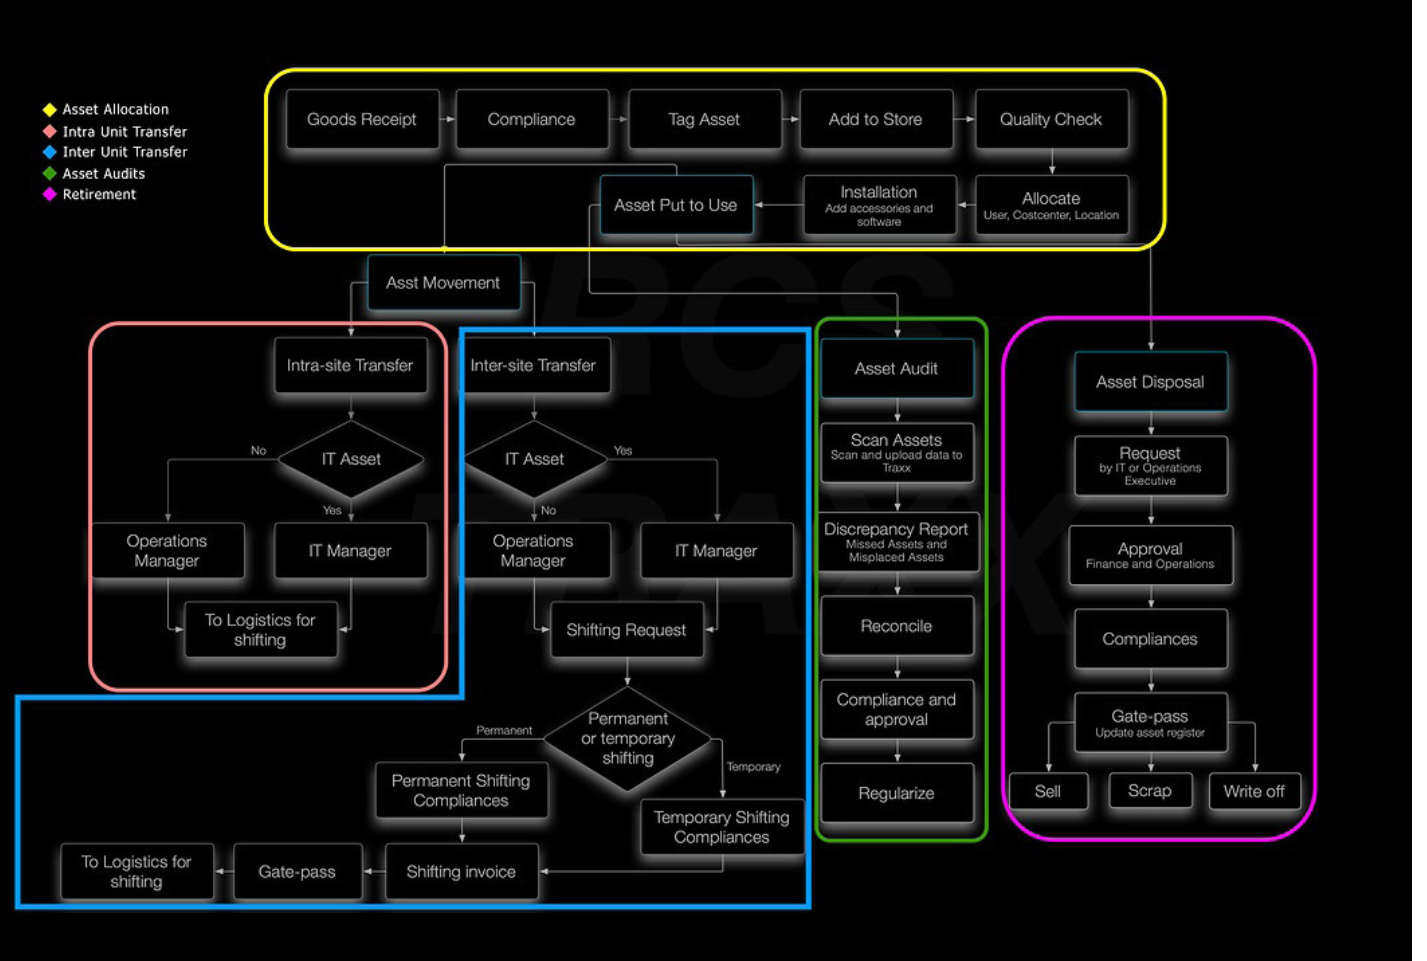 Asset Allocation
Intra Unit Transfer
Inter Unit Transfer
Asset Audits
Retirement
Goods Receipt
Compliance
Tag Asset
Add to Store
Quality Check
Asset Put to Use
Installation
Add accessories and
software
Allocate
User, Costcenter, Location
RCS
TRAXX
Asst Movement
Intra-site Transfer
IT Asset
No
Yes
Operations
Manager
IT Manager
To Logistics for
shifting
Inter-site Transfer
IT Asset
Yes
No
Operations
Manager
IT Manager
Shifting Request
Permanent
or temporary
shifting
Permanent
Temporary
Permanent Shifting
Compliances
Temporary Shifting
Compliances
To Logistics for
shifting
Gate-pass
Shifting invoice
Asset Audit
Scan Assets
Scan and upload data to
Traxx
Discrepancy Report
Missed Assets and
Misplaced Assets
Reconcile
Compliance and
approval
Regularize
Asset Disposal
Request
by IT or Operations
Executive
Approval
Finance and Operations
Compliances
Gate-pass
Update asset register
Sell
Scrap
Write off